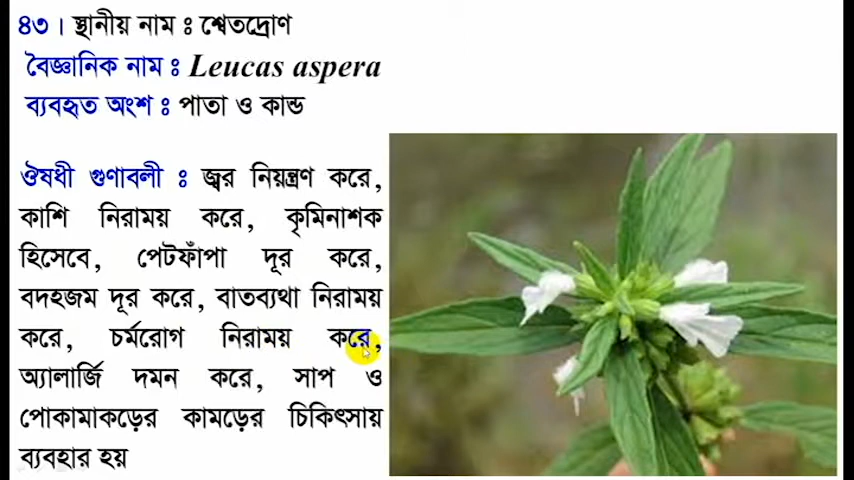 ৪৩। স্থানীয় নাম ঃ শ্বেতদ্রোণ
বৈজ্ঞানিক নাম ঃ Leucas aspera
ব্যবহৃত অংশ ঃ পাতা ও কান্ড
ঔষধী গুণাবলী ঃ জ্বর নিয়ন্ত্রণ করে,
কাশি নিরাময় করে, কৃমিনাশক
হিসেবে, পেটফাঁপা দূর করে,
বদহজম দূর করে, বাতব্যথা নিরাময়
করে, চর্মরোগ নিরাময় করে,
অ্যালার্জি দমন করে, সাপ ও
পোকামাকড়ের কামড়ের চিকিৎসায়
ব্যবহার হয়